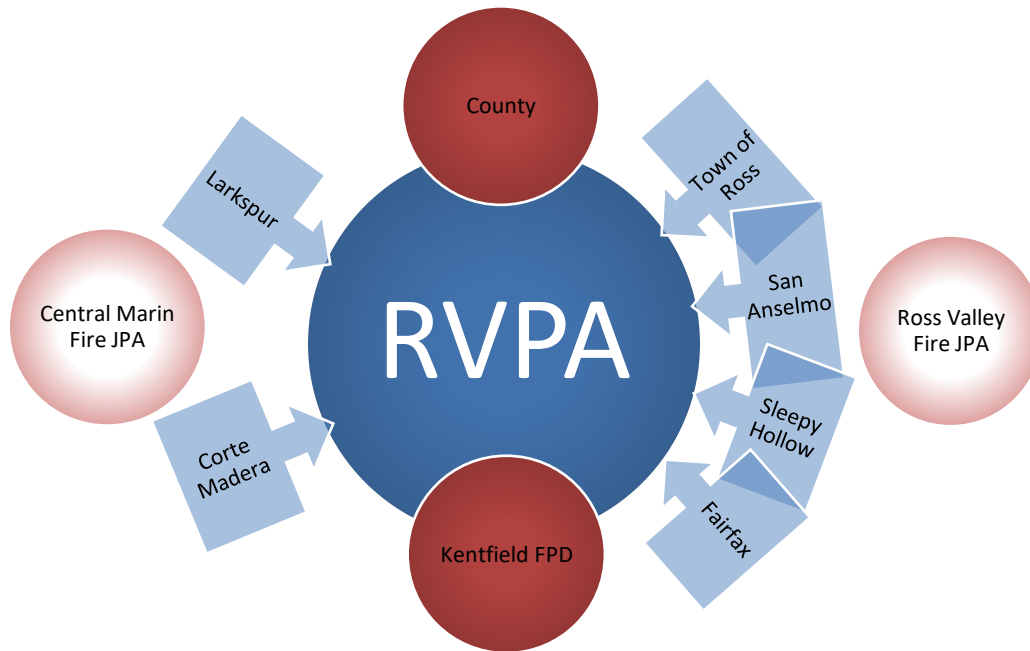 County
Larkspur
Town of
Ross
Central Marin
Fire JPA
RVPA
San
Anselmo
Ross Valley
Fire JPA
Corte
Madera
Sleepy
Hollow
Fairfax
Kentfield FPD